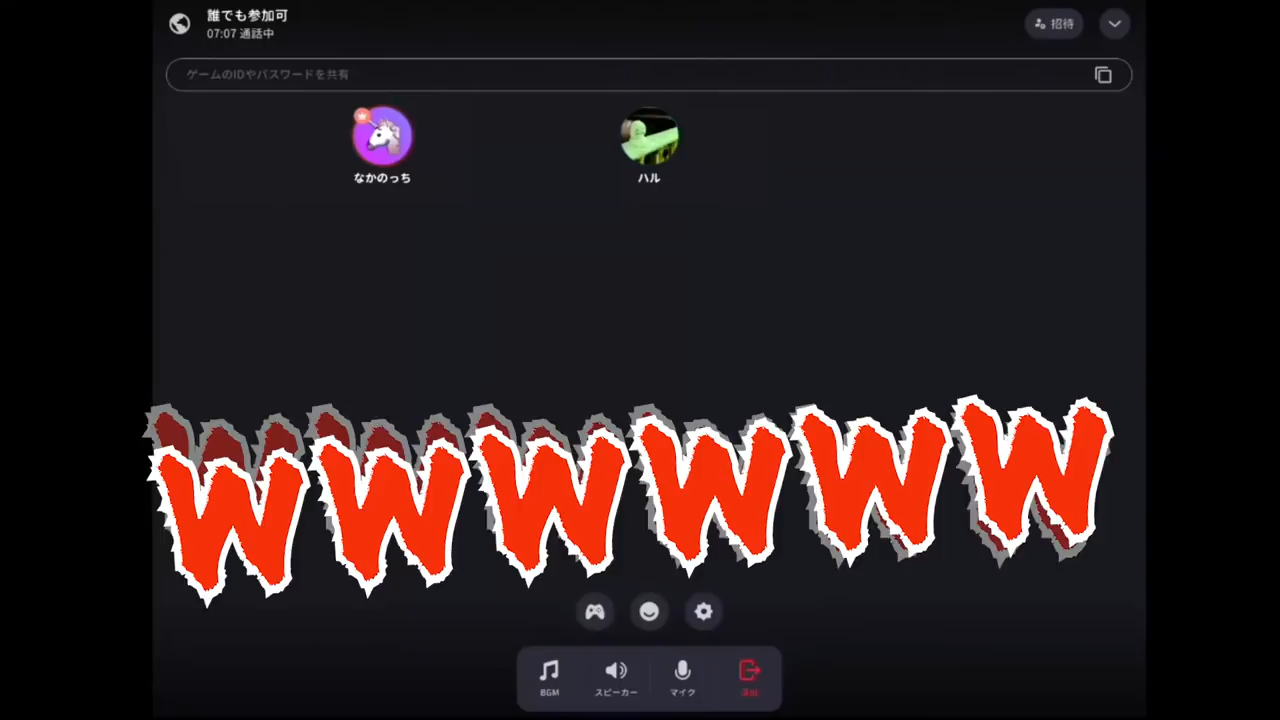 誰でも参加可
07:07 通話中
招待
ゲームのIDやパスワードを共有
なかのっち
ハル
wwwwww
BGM
スピーカー
マイク
退出